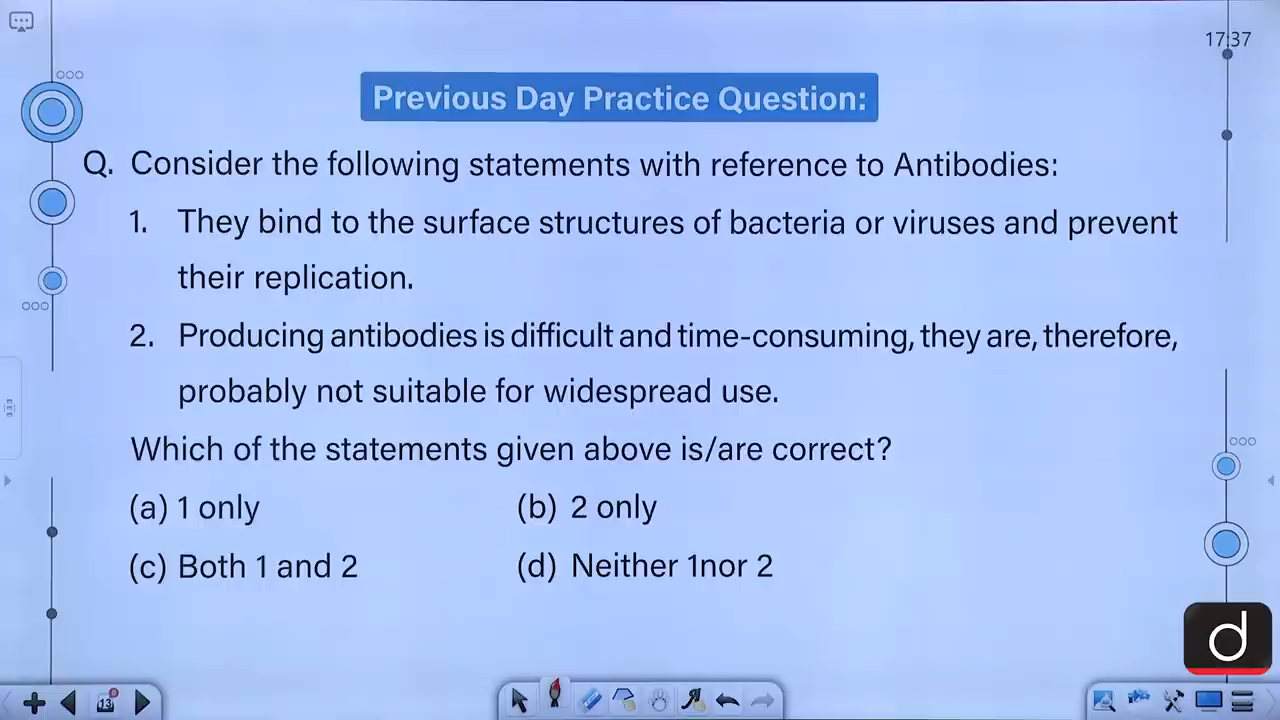 17:37
Previous Day Practice Question:
Q. Consider the following statements with reference to Antibodies:
1. They bind to the surface structures of bacteria or viruses and prevent
their replication.
2. Producing antibodies is difficult and time-consuming, they are, therefore,
probably not suitable for widespread use.
Which of the statements given above is/are correct?
(a) 1 only (b) 2 only
(c) Both 1 and 2 (d) Neither 1nor 2
d
13